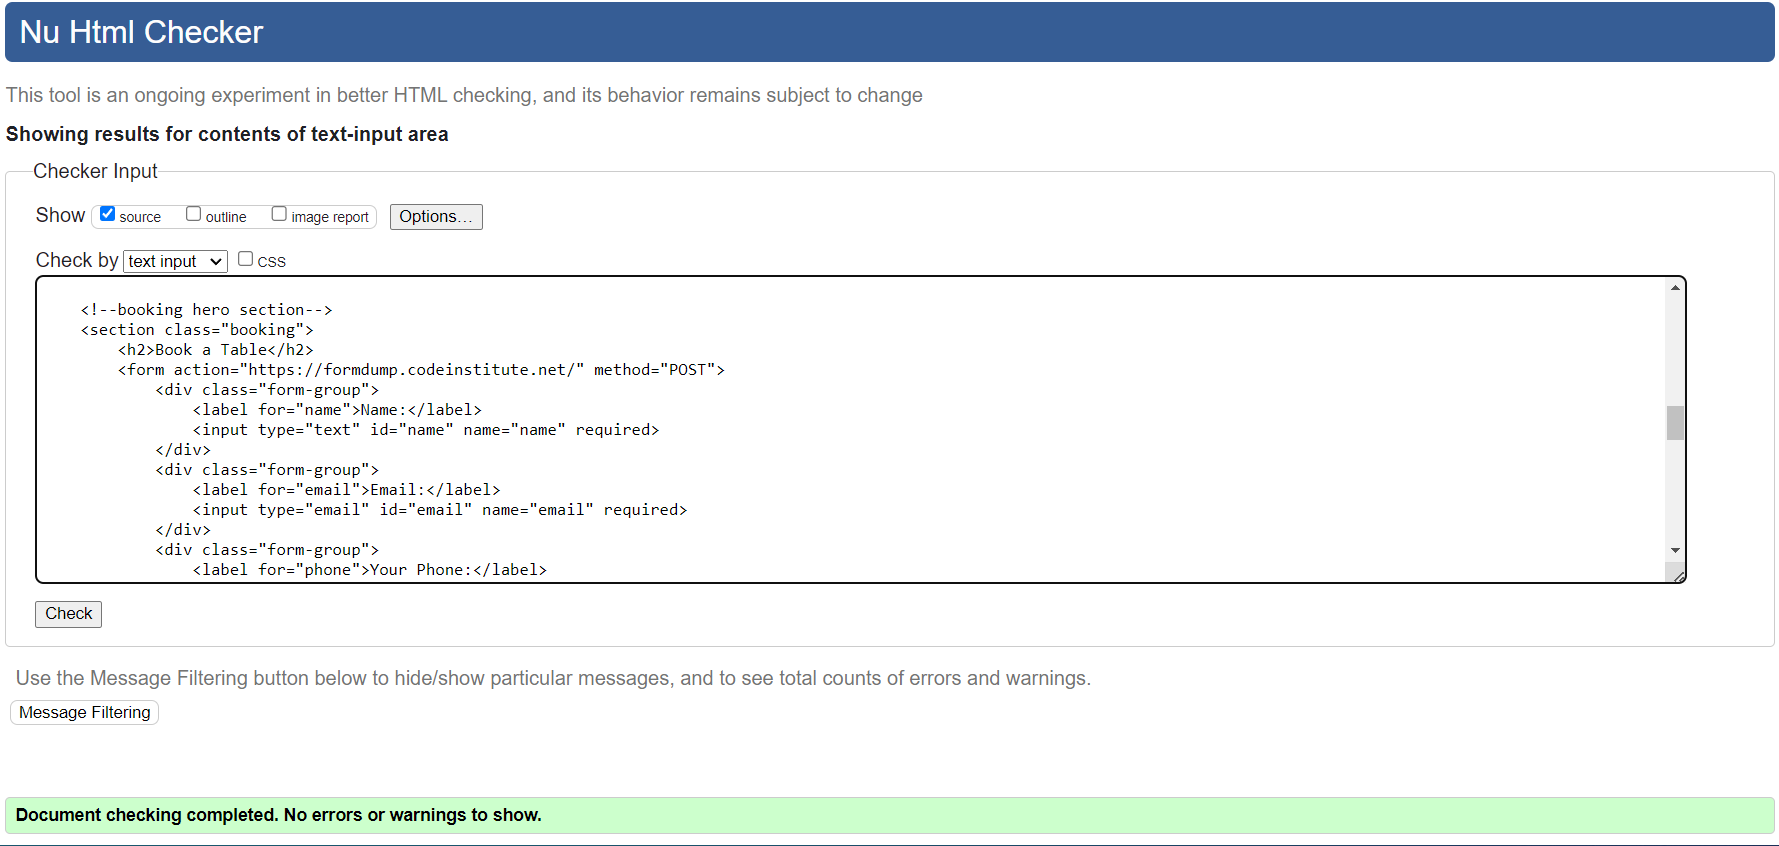 Nu Html Checker
This tool is an ongoing experiment in better HTML checking, and its behavior remains subject to change
Showing results for contents of text-input area
Checker Input
Show source outline image report Options...
Check by text input CSS
<!--booking hero section-->
<section class="booking">
<h2>Book a Table</h2>
<form action="https://formdump.codeinstitute.net/" method="POST">
<div class="form-group">
<label for="name">Name:</label>
<input type="text" id="name" name="name" required>
</div>
<div class="form-group">
<label for="email">Email:</label>
<input type="email" id="email" name="email" required>
</div>
<div class="form-group">
<label for="phone">Your Phone:</label>
Check
Use the Message Filtering button below to hide/show particular messages, and to see total counts of errors and warnings.
Message Filtering
Document checking completed. No errors or warnings to show.